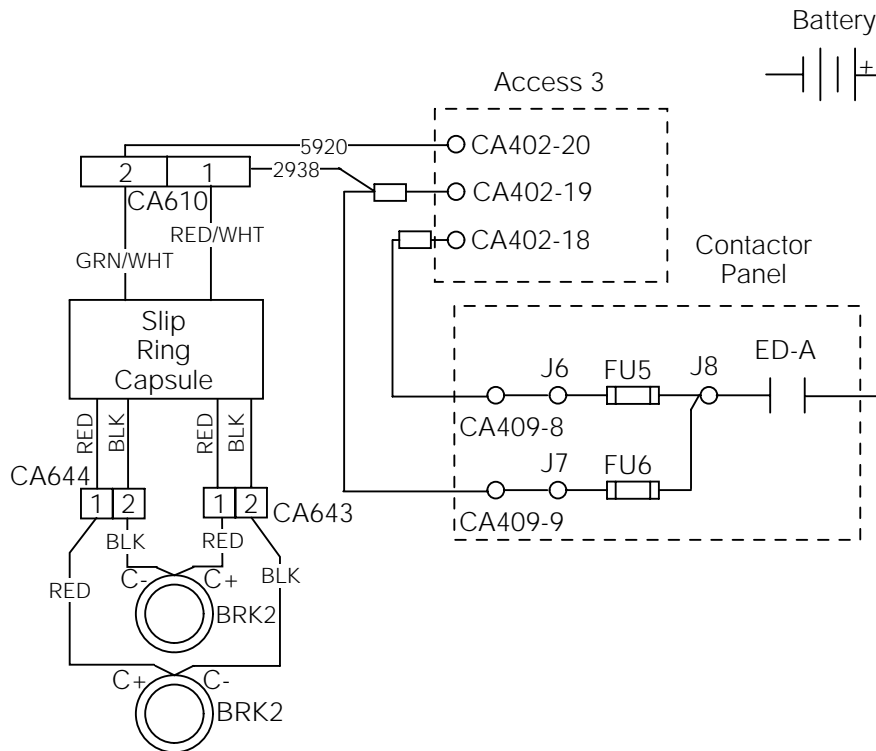 Battery
+
Access 3
5920
CA402-20
2 1
2938
CA402-19
CA610
RED/WHT
CA402-18
GRN/WHT
Contactor
Panel
Slip
Ring
Capsule
J6 FU5 J8 ED-A
CA409-8
RED BLK RED BLK
J7 FU6
CA644
1 2 1 2
CA643
CA409-9
BLK RED
RED C- C+ BLK
BRK2
C+ C-
BRK2